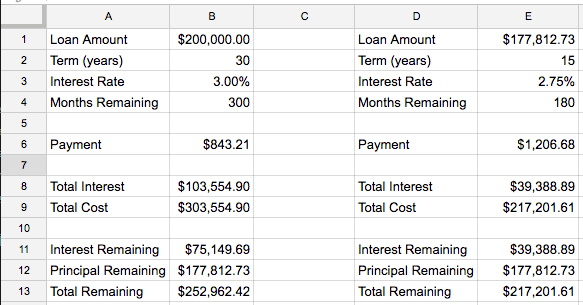 A B C D E
1 Loan Amount $200,000.00 Loan Amount $177,812.73
2 Term (years) 30 Term (years) 15
3 Interest Rate 3.00% Interest Rate 2.75%
4 Months Remaining 300 Months Remaining 180
5
6 Payment $843.21 Payment $1,206.68
7
8 Total Interest $103,554.90 Total Interest $39,388.89
9 Total Cost $303,554.90 Total Cost $217,201.61
10
11 Interest Remaining $75,149.69 Interest Remaining $39,388.89
12 Principal Remaining $177,812.73 Principal Remaining $177,812.73
13 Total Remaining $252,962.42 Total Remaining $217,201.61